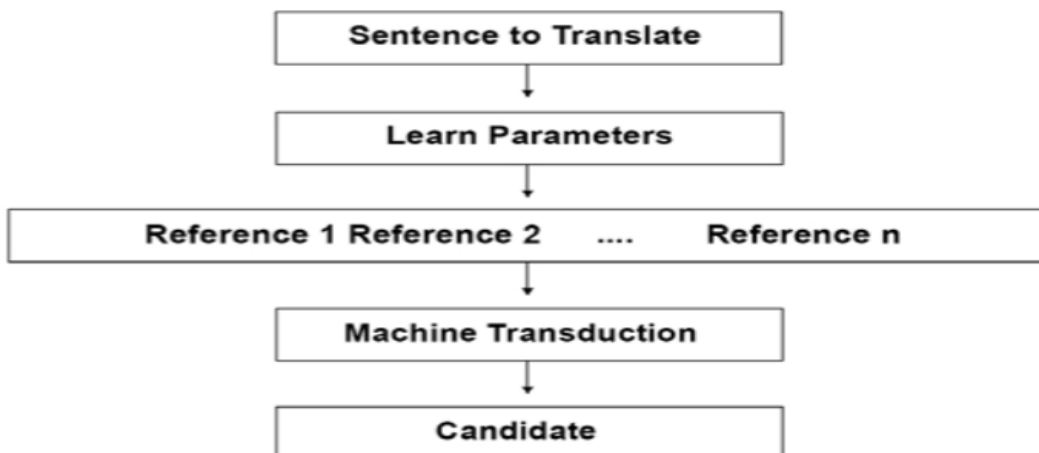 Sentence to Translate
Learn Parameters
Reference 1 Reference 2 .... Reference n
Machine Transduction
Candidate